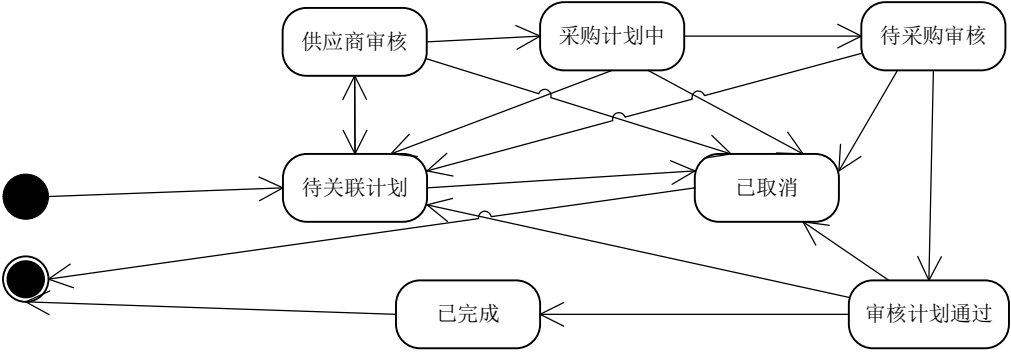 供应商审核
采购计划中
待采购审核
待关联计划
已取消
已完成
审核计划通过